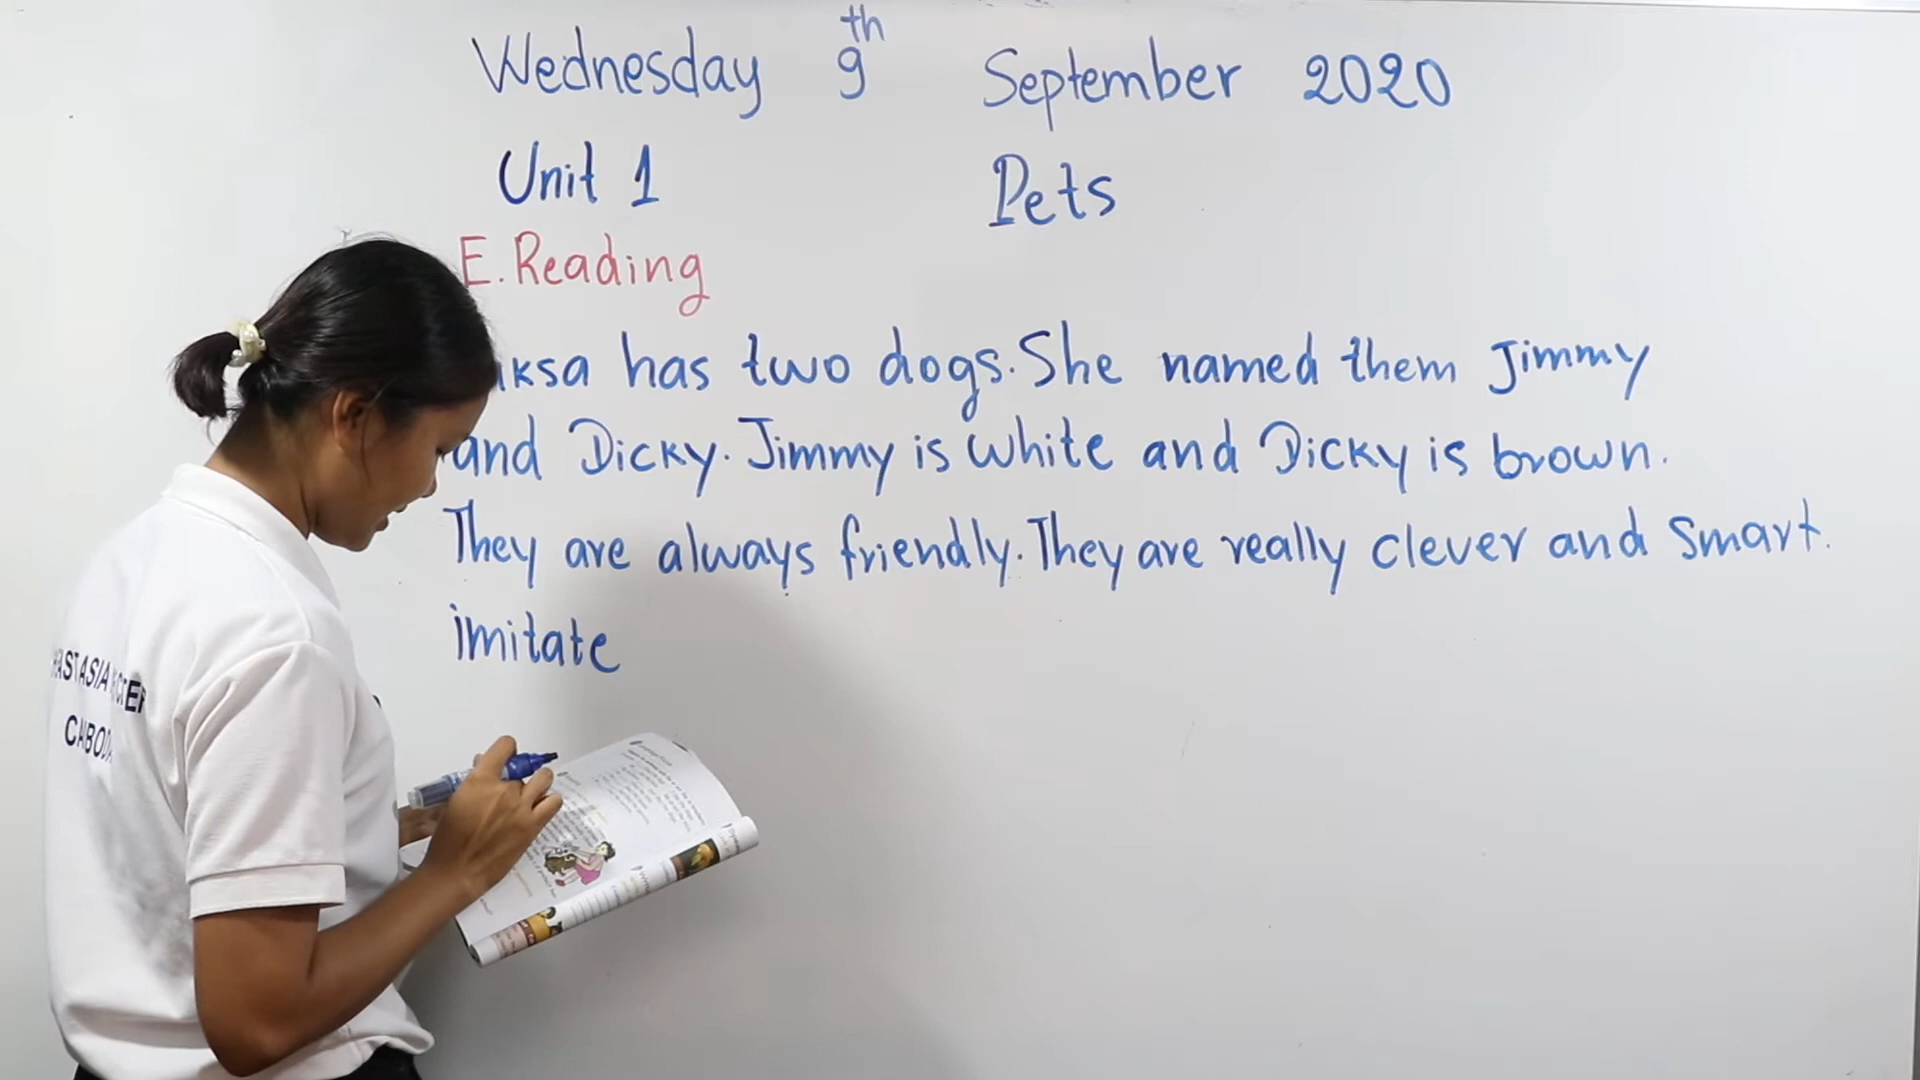 Wednesday 9th September 2020
Unit 1 Pets
E. Reading
has two dogs. She named them Jimmy
and Dicky. Jimmy is white and Dicky is brown.
They are always friendly. They are really clever and smart.
imitate
CAMBODIA